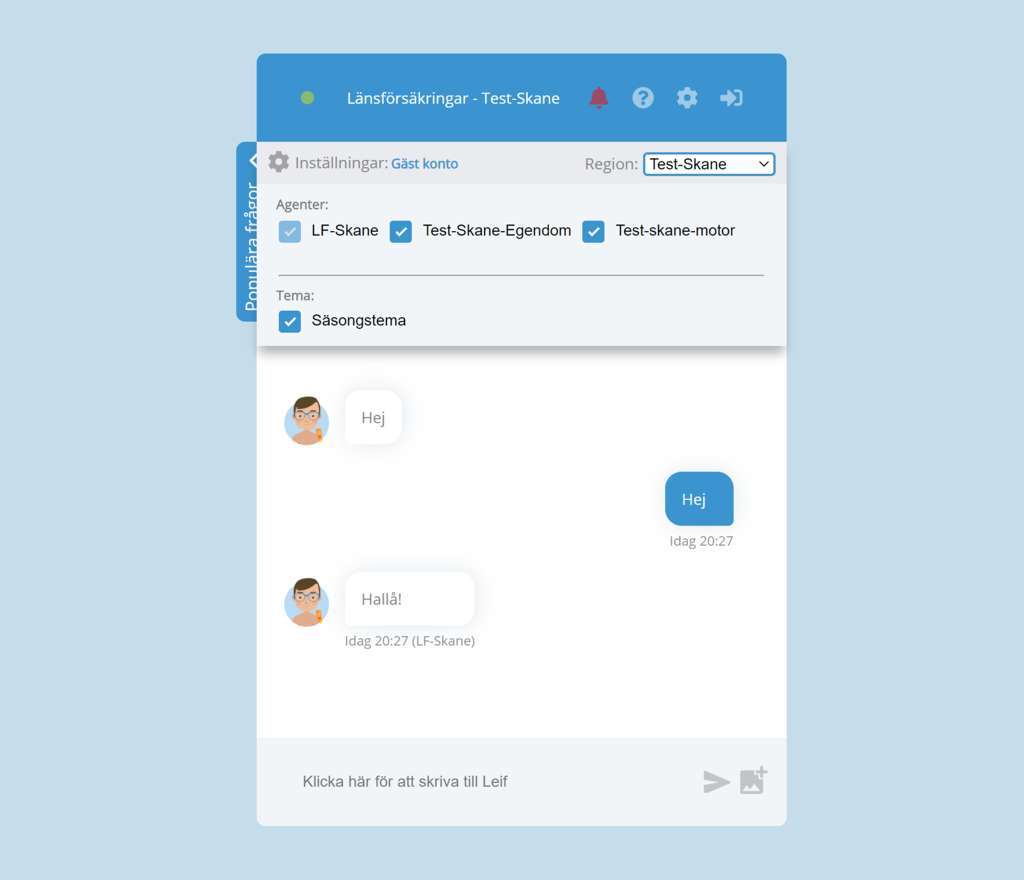 Länsförsäkringar - Test-Skane
Populära frågor
Inställningar: Gäst konto
Region: Test-Skane
Agenter:
LF-Skane Test-Skane-Egendom Test-skane-motor
Tema:
Säsongstema
Hej
Hej
Idag 20:27
Hallå!
Idag 20:27 (LF-Skane)
Klicka här för att skriva till Leif